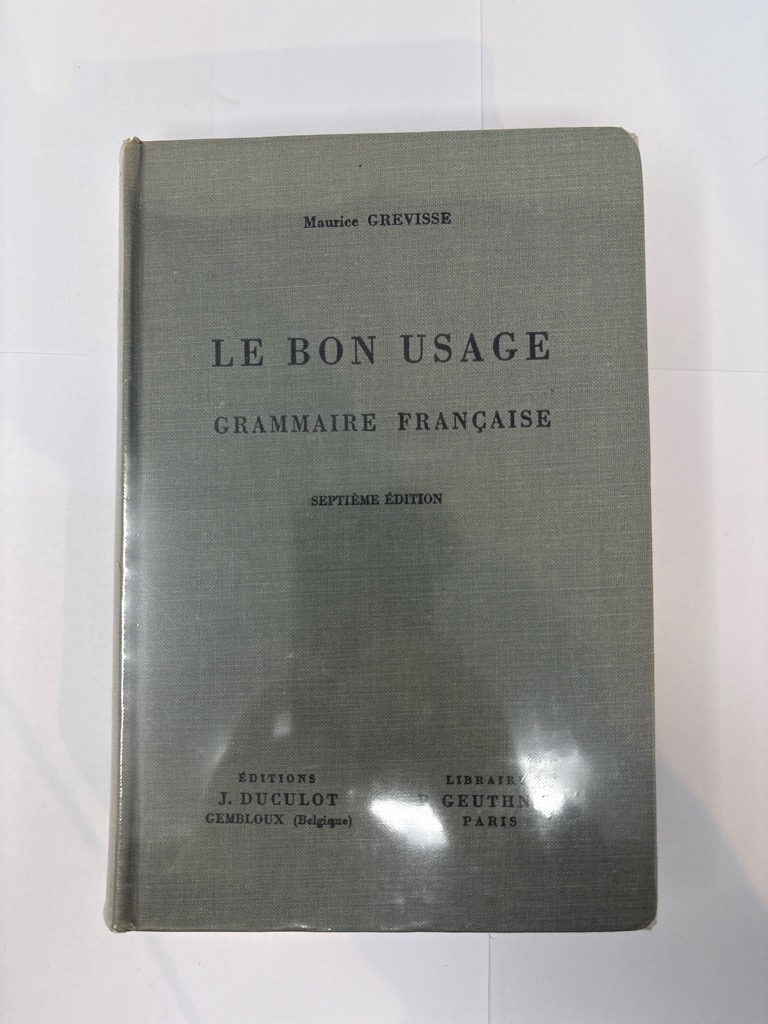 Maurice GREVISSE
LE BON USAGE
GRAMMAIRE FRANÇAISE
SEPTIÈME ÉDITION
ÉDITIONS
J. DUCULOT
GEMBLOUX (Belgique)
PARIS